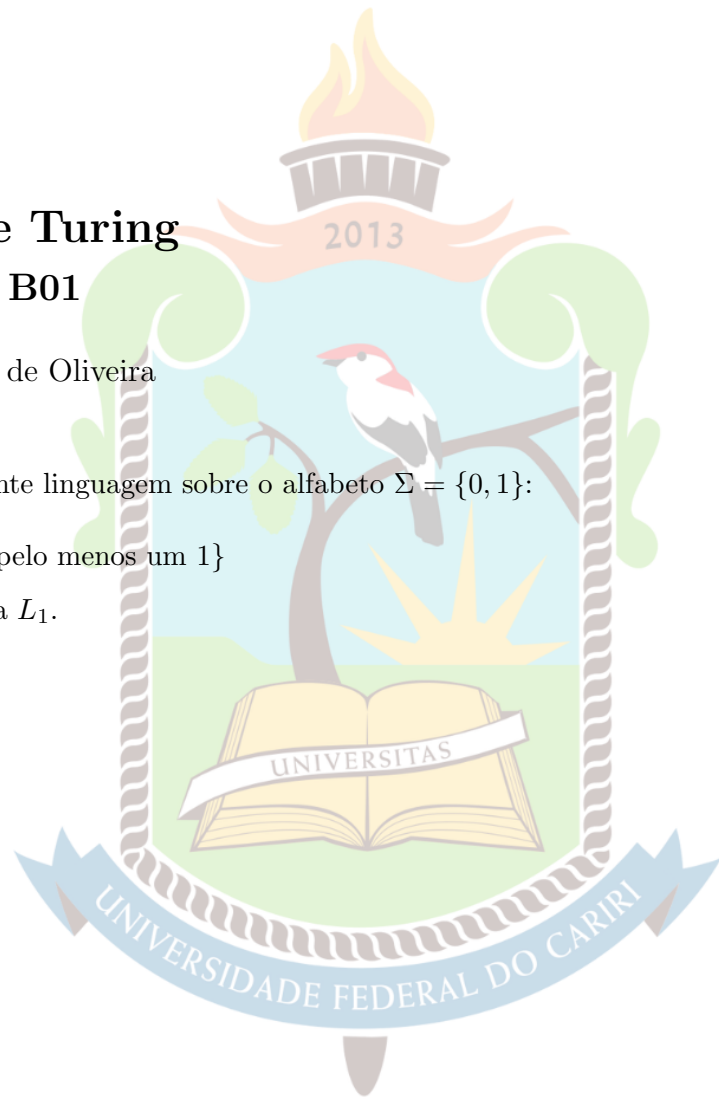 2013
e Turing
B01
de Oliveira
nte linguagem sobre o alfabeto Σ = {0, 1}:
pelo menos um 1}
a L₁.
UNIVERSITAS
UNIVERSIDADE FEDERAL DO CARIRI